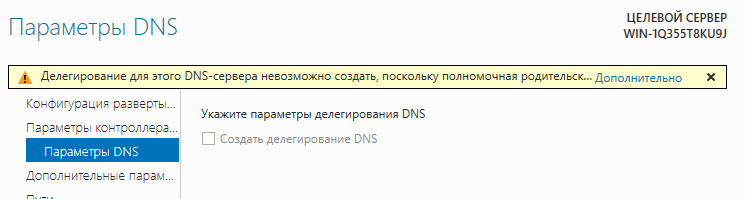 Параметры DNS
ЦЕЛЕВОЙ СЕРВЕР
WIN-1Q355T8KU9J
Делегирование для этого DNS-сервера невозможно создать, поскольку полномочная родительск... Дополнительно
Конфигурация разверты...
Параметры контроллера...
Параметры DNS
Дополнительные парам...
Пути
Укажите параметры делегирования DNS
Создать делегирование DNS